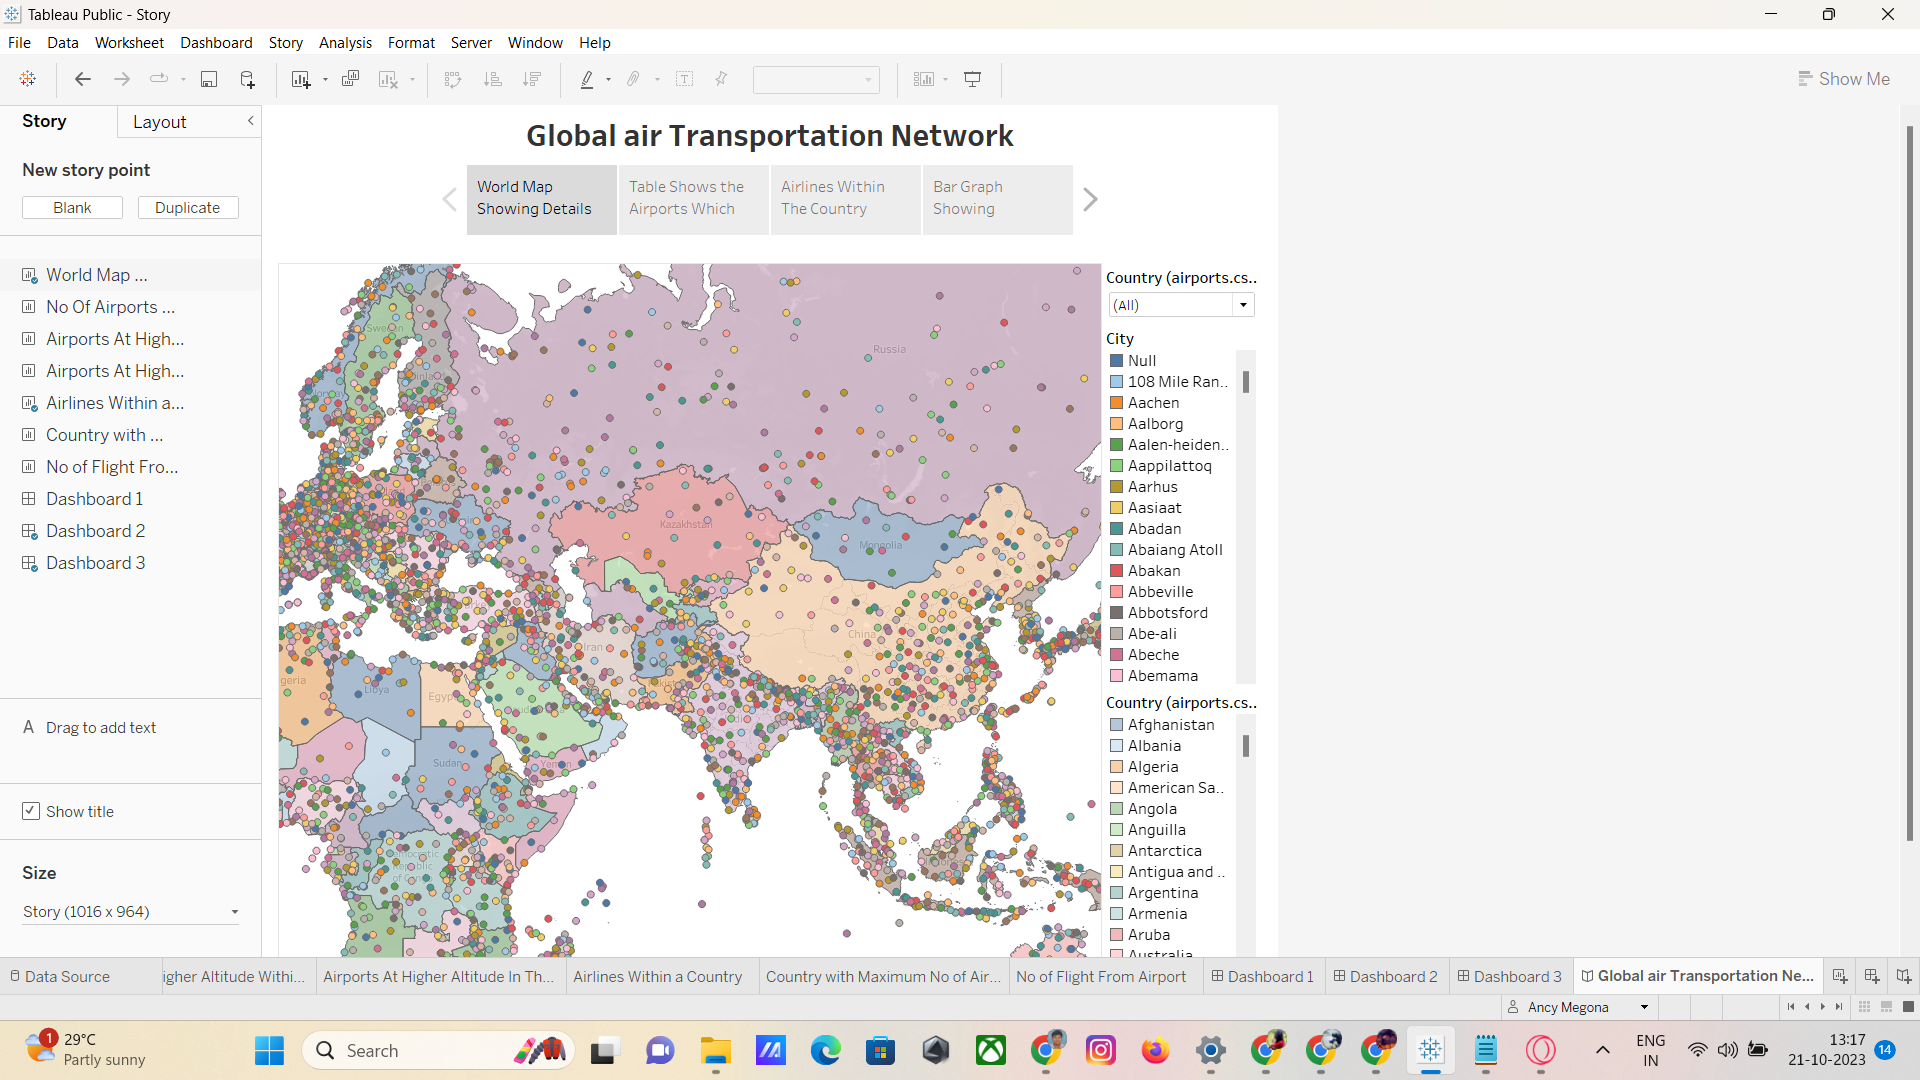 Tableau Public - Story
File Data Worksheet Dashboard Story Analysis Format Server Window Help
Show Me
Story Layout
New story point
Blank Duplicate
World Map ...
No Of Airports ...
Airports At High...
Airports At High...
Airlines Within a...
Country with ...
No of Flight Fro...
Dashboard 1
Dashboard 2
Dashboard 3
A Drag to add text
Show title
Size
Story (1016 x 964)
Global air Transportation Network
World Map
Showing Details
Table Shows the
Airports Which
Airlines Within
The Country
Bar Graph
Showing
Sweden
Russia
Kazakhstan
Mongolia
China
Iran
geria
Libya
Egypt
Sudan
Yemen
Country (airports.cs..
(All)
City
Null
108 Mile Ran..
Aachen
Aalborg
Aalen-heiden..
Aappilattoq
Aarhus
Aasiaat
Abadan
Abaiang Atoll
Abakan
Abbeville
Abbotsford
Abe-ali
Abeche
Abemama
Country (airports.cs..
Afghanistan
Albania
Algeria
American Sa..
Angola
Anguilla
Antarctica
Antigua and ..
Argentina
Armenia
Aruba
Australia
Data Source igher Altitude Withi... Airports At Higher Altitude In Th... Airlines Within a Country Country with Maximum No of Air... No of Flight From Airport Dashboard 1 Dashboard 2 Dashboard 3 Global air Transportation Ne...
Ancy Megona
1
29°C
Partly sunny
Search
ENG
IN
13:17
21-10-2023
14